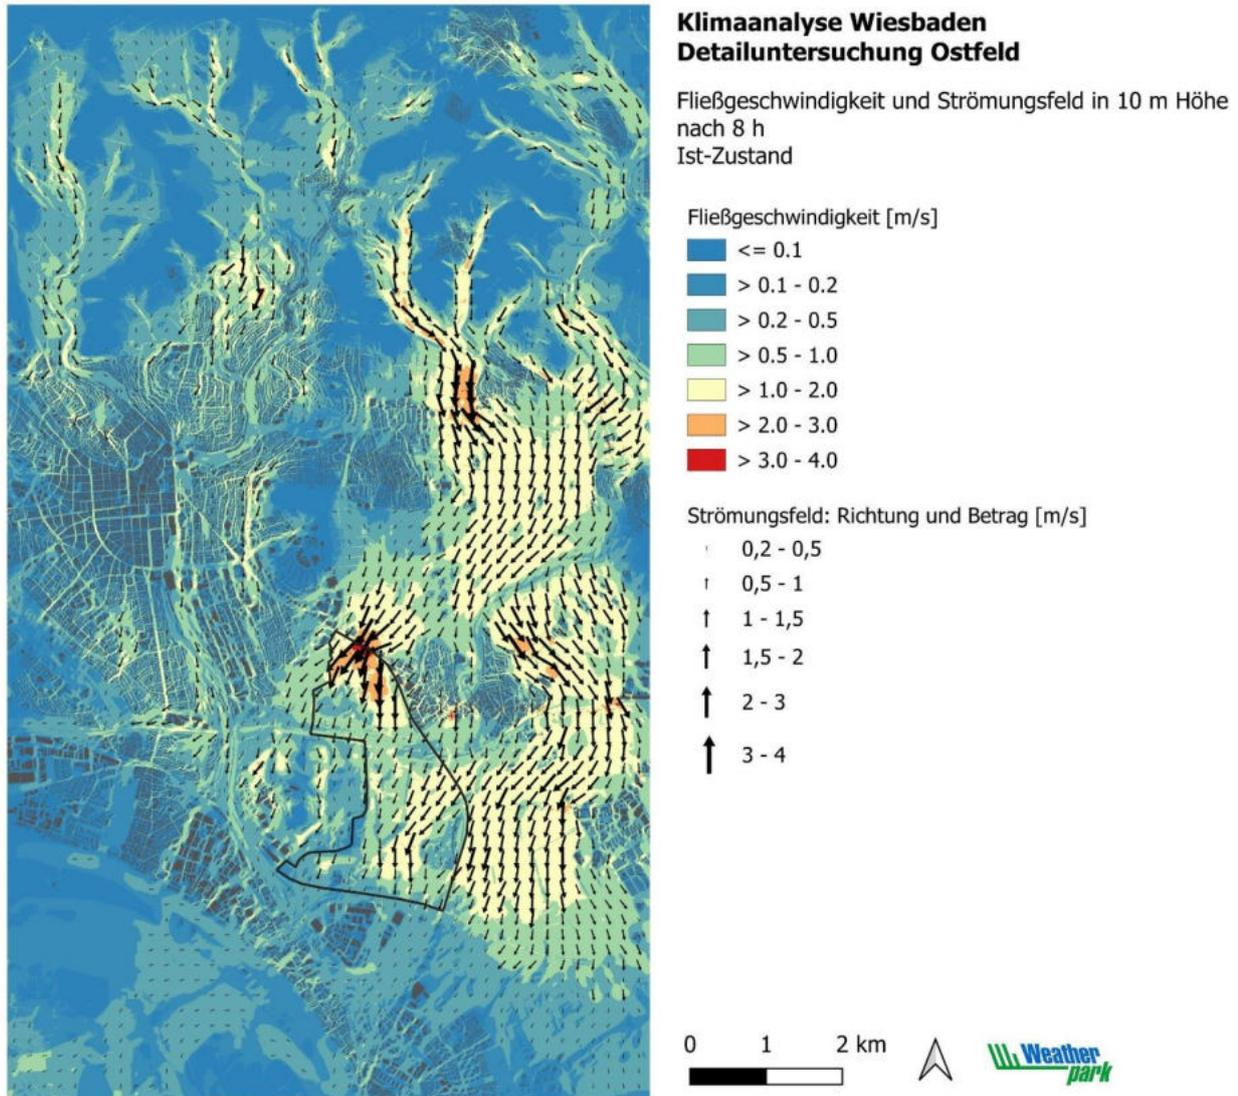 Klimaanalyse Wiesbaden
Detailuntersuchung Ostfeld
Fließgeschwindigkeit und Strömungsfeld in 10 m Höhe
nach 8 h
Ist-Zustand
Fließgeschwindigkeit [m/s]
<= 0.1
> 0.1 - 0.2
> 0.2 - 0.5
> 0.5 - 1.0
> 1.0 - 2.0
> 2.0 - 3.0
> 3.0 - 4.0
Strömungsfeld: Richtung und Betrag [m/s]
0,2 - 0,5
0,5 - 1
1 - 1,5
1,5 - 2
2 - 3
3 - 4
0 1 2 km
Weather
park